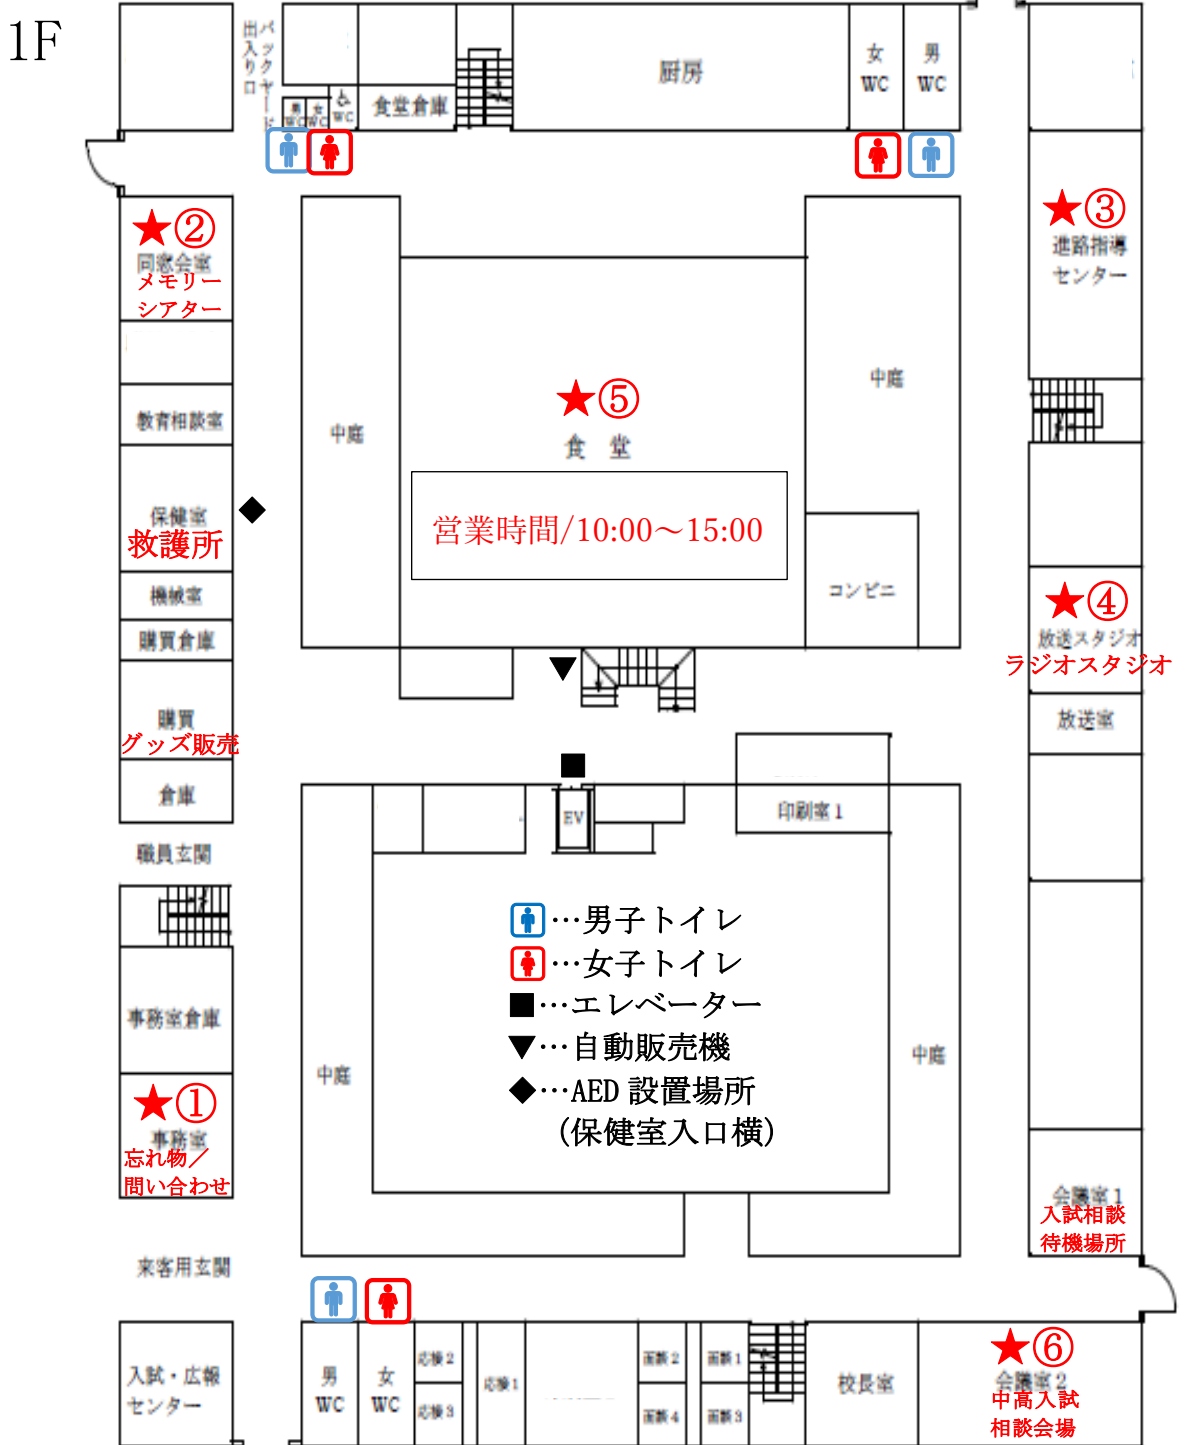 1F
バックヤード
出入り口
男
WC
女
WC
WC
食堂倉庫
厨房
女
WC
男
WC
★②
同窓会室
メモリー
シアター
★③
進路指導
センター
教育相談室
中庭
★⑤
食 堂
営業時間/10:00～15:00
中庭
保健室
救護所
◆
機械室
コンビニ
★④
放送スタジオ
ラジオスタジオ
購買倉庫
▼
購買
グッズ販売
放送室
■
倉庫
EV
印刷室1
職員玄関
…男子トイレ
…女子トイレ
■…エレベーター
▼…自動販売機
◆…AED設置場所
(保健室入口横)
事務室倉庫
中庭
中庭
★①
事務室
忘れ物／
問い合わせ
会議室1
入試相談
待機場所
来客用玄関
入試・広報
センター
男
WC
女
WC
応接2
応接3
応接1
面談2
面談4
面談1
面談3
校長室
★⑥
会議室2
中高入試
相談会場